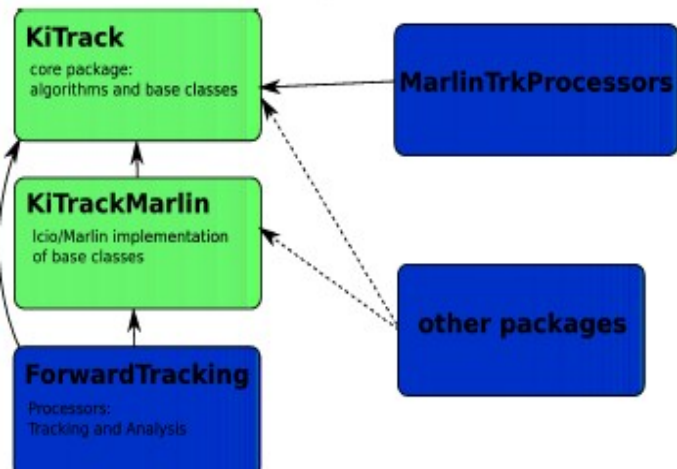 KiTrack
core package:
algorithms and base classes
MarlinTrkProcessors
KiTrackMarlin
lcio/Marlin implementation
of base classes
other packages
ForwardTracking
Processors:
Tracking and Analysis